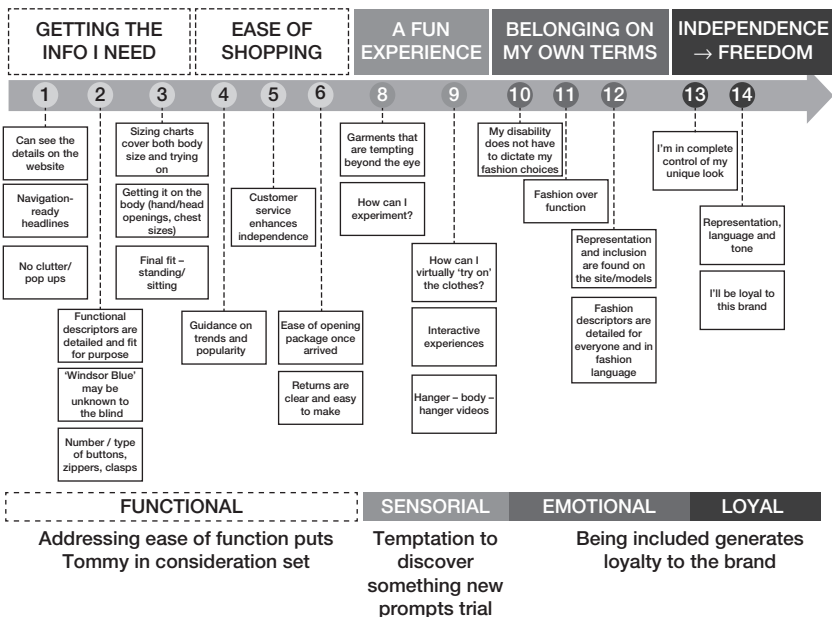 GETTING THE
INFO I NEED
EASE OF
SHOPPING
A FUN
EXPERIENCE
BELONGING ON
MY OWN TERMS
INDEPENDENCE
→ FREEDOM
1
2
3
4
5
6
8
9
10
11
12
13
14
Can see the
details on the
website
Navigation-
ready
headlines
No clutter/
pop ups
Functional
descriptors are
detailed and fit
for purpose
‘Windsor Blue’
may be
unknown to
the blind
Number / type
of buttons,
zippers, clasps
Sizing charts
cover both body
size and trying
on
Getting it on the
body (hand/head
openings, chest
sizes)
Final fit –
standing/
sitting
Guidance on
trends and
popularity
Customer
service
enhances
independence
Ease of opening
package once
arrived
Returns are
clear and easy
to make
Garments that
are tempting
beyond the eye
How can I
experiment?
How can I
virtually ‘try on’
the clothes?
Interactive
experiences
Hanger – body –
hanger videos
My disability
does not have
to dictate my
fashion choices
Fashion over
function
Representation
and inclusion
are found on
the site/models
Fashion
descriptors are
detailed for
everyone and in
fashion
language
I’m in complete
control of my
unique look
Representation,
language and
tone
I’ll be loyal to
this brand
FUNCTIONAL
SENSORIAL
EMOTIONAL
LOYAL
Addressing ease of function puts
Tommy in consideration set
Temptation to
discover
something new
prompts trial
Being included generates
loyalty to the brand